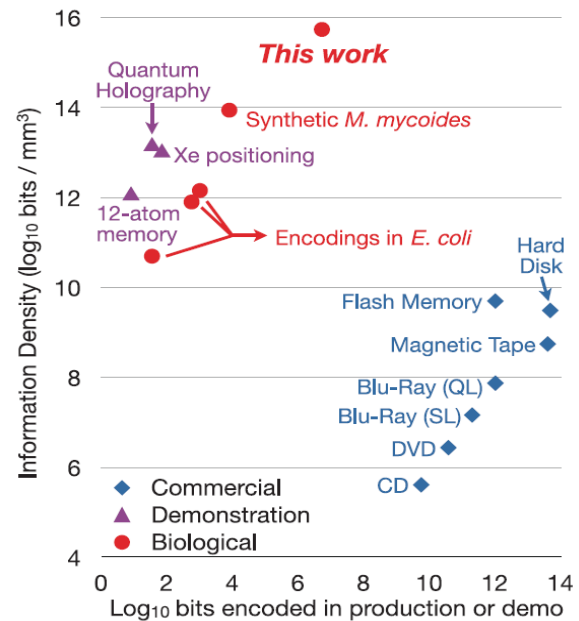 16
14
12
10
8
6
4
Information Density (log₁₀ bits / mm³)
This work
Quantum
Holography
Synthetic M. mycoides
Xe positioning
12-atom
memory
Encodings in E. coli
Hard
Disk
Flash Memory
Magnetic Tape
Blu-Ray (QL)
Blu-Ray (SL)
DVD
CD
Commercial
Demonstration
Biological
0 2 4 6 8 10 12 14
Log₁₀ bits encoded in production or demo